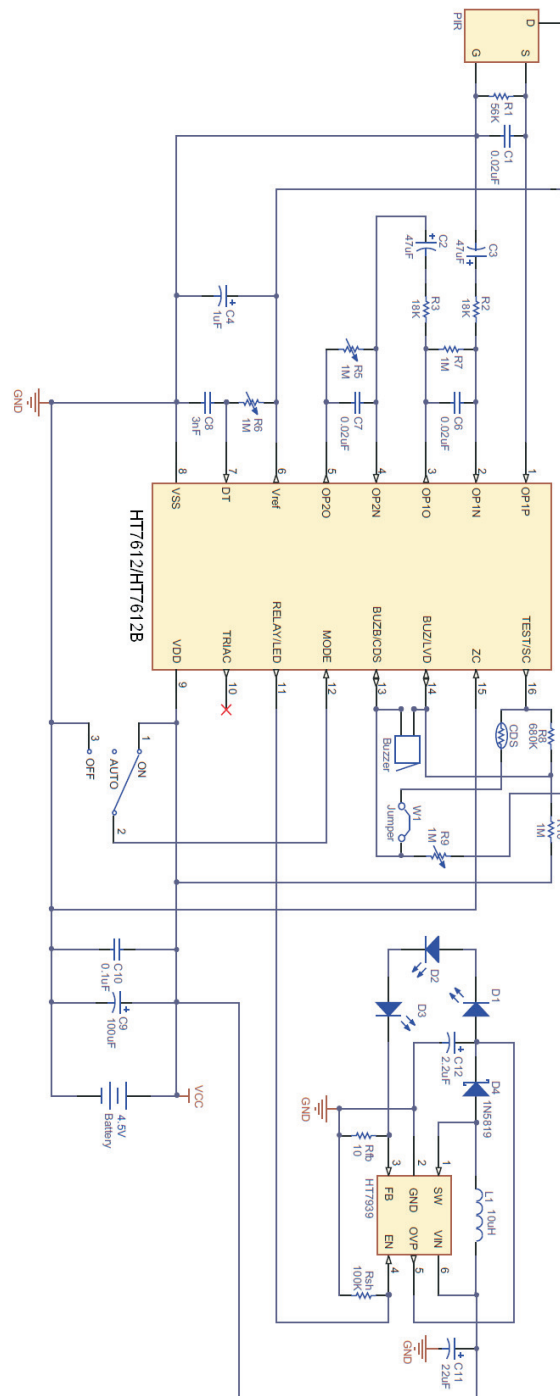 D
S
G
PIR
R1
56K
C1
0.02uF
C2
47uF
C3
47uF
R3
18K
R2
18K
C4
1uF
R5
1M
R7
1M
C8
3nF
R6
1M
C7
0.02uF
C6
0.02uF
GND
8
7
6
5
4
3
2
1
VSS
DT
Vref
OP2O
OP2N
OP1O
OP1N
OP1P
HT7612/HT7612B
VDD
TRIAC
RELAY/LED
MODE
BUZB/CDS
BUZ/LVD
ZC
TEST/SC
9
10
11
12
13
14
15
16
3
1
OFF
AUTO
ON
2
Buzzer
CDS
R8
680K
W1
Jumper
R9
1M
1M
C10
0.1uF
C9
100uF
VCC
4.5V
Battery
D2
D3
D1
C12
2.2uF
D4
1N5819
GND
Rfb
10
HT7939
3
2
1
FB
GND
SW
EN
OVP
VIN
4
5
6
L1 10uH
Rsh
100K
GND
C11
22uF